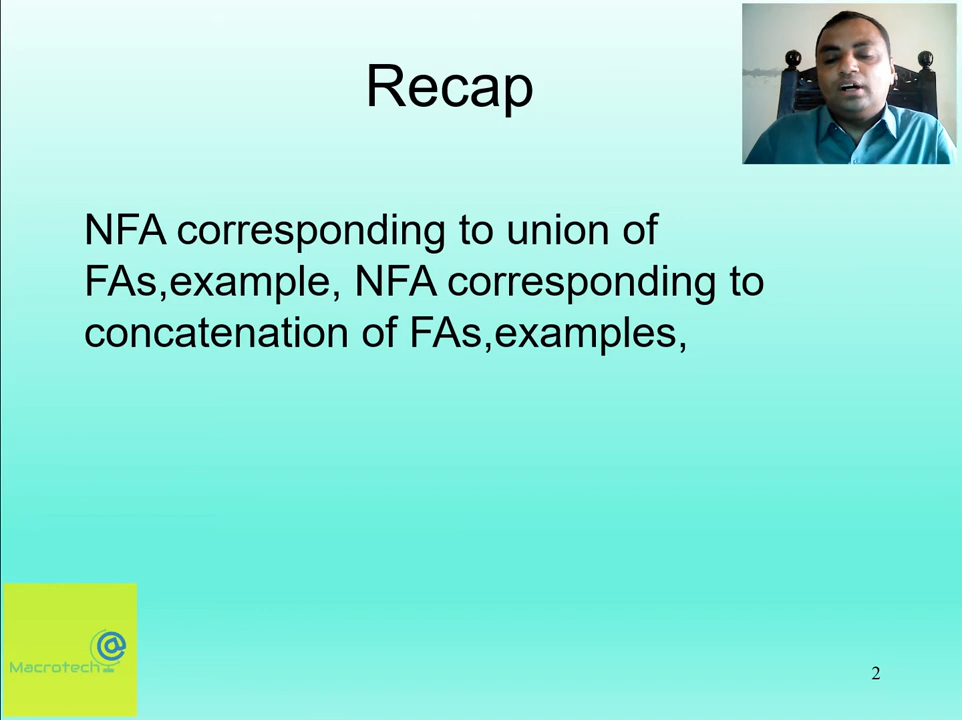 Recap
NFA corresponding to union of
FAs,example, NFA corresponding to
concatenation of FAs,examples,
@
Macrotech
2